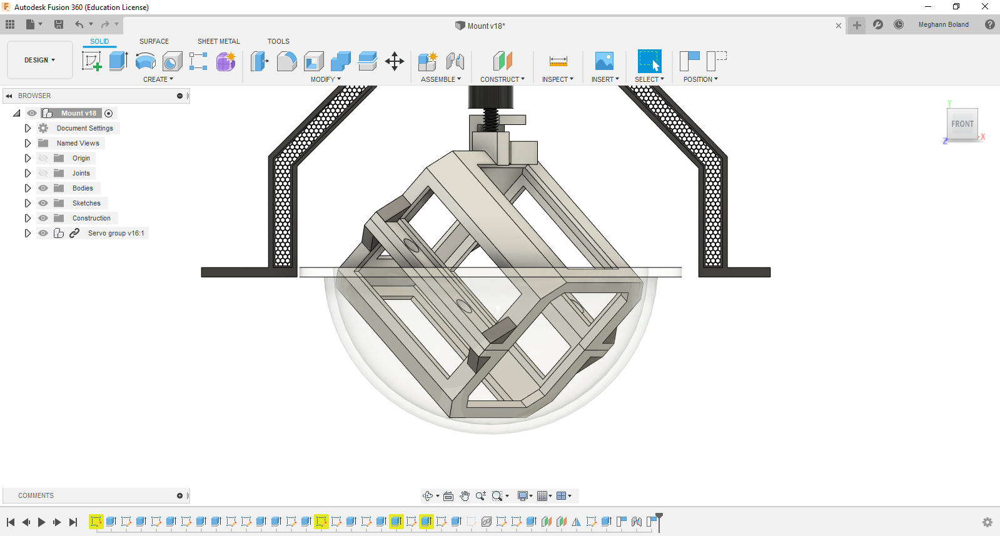 Autodesk Fusion 360 (Education License)
Mount v18*
Meghann Boland
DESIGN
SOLID SURFACE SHEET METAL TOOLS
CREATE MODIFY ASSEMBLE CONSTRUCT INSPECT INSERT SELECT POSITION
BROWSER
Mount v18
Document Settings
Named Views
Origin
Joints
Bodies
Sketches
Construction
Servo group v16:1
Y
FRONT
X
Z
COMMENTS